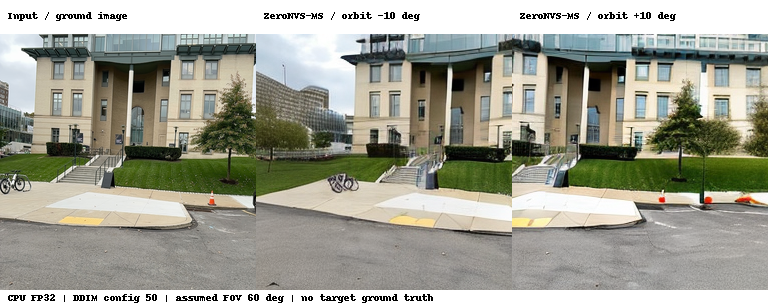 Input / ground image
ZeroNVS-MS / orbit -10 deg
ZeroNVS-MS / orbit +10 deg
CPU FP32 | DDIM config 50 | assumed FOV 60 deg | no target ground truth